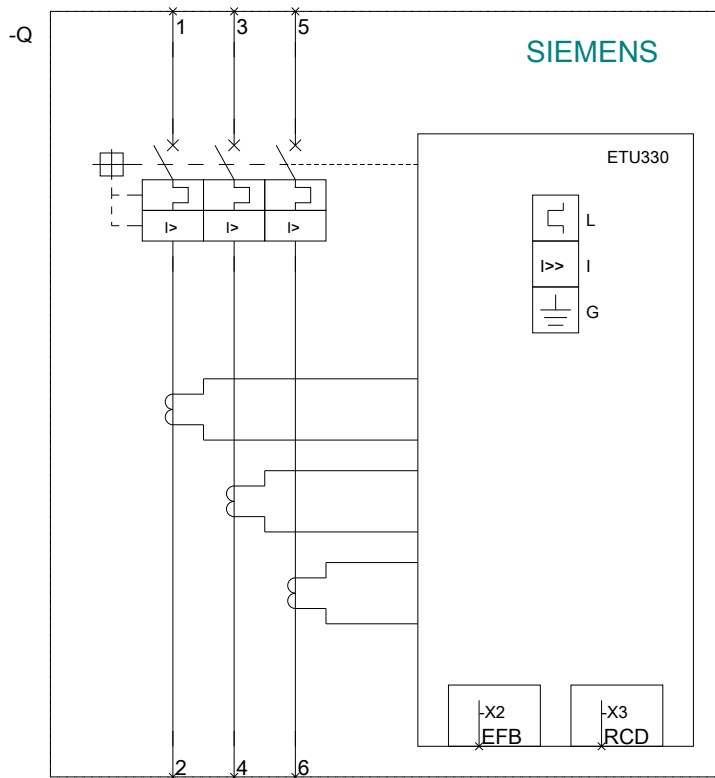 -Q
1 3 5
SIEMENS
ETU330
L
I> I> I>
I>> I
G
-X2 -X3
EFB RCD
2 4 6